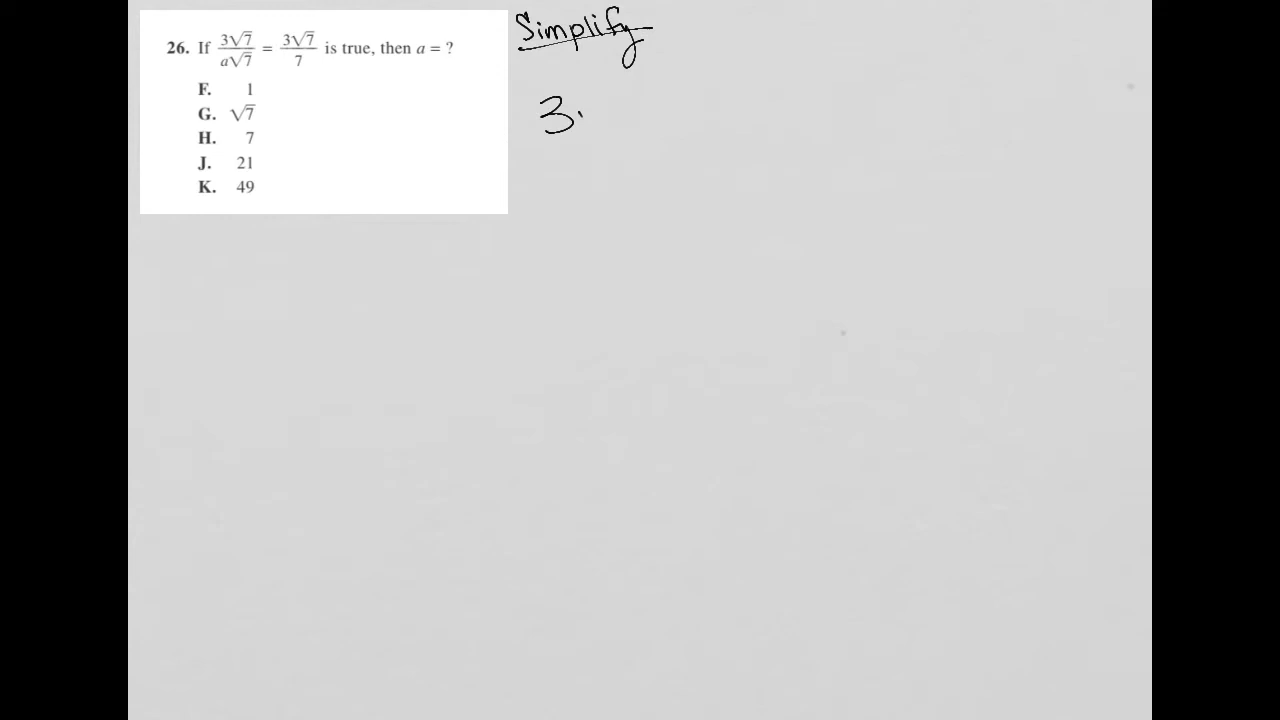 26. If 3√7/a√7 = 3√7/7 is true, then a = ?
F. 1
G. √7
H. 7
J. 21
K. 49
Simplify
3.